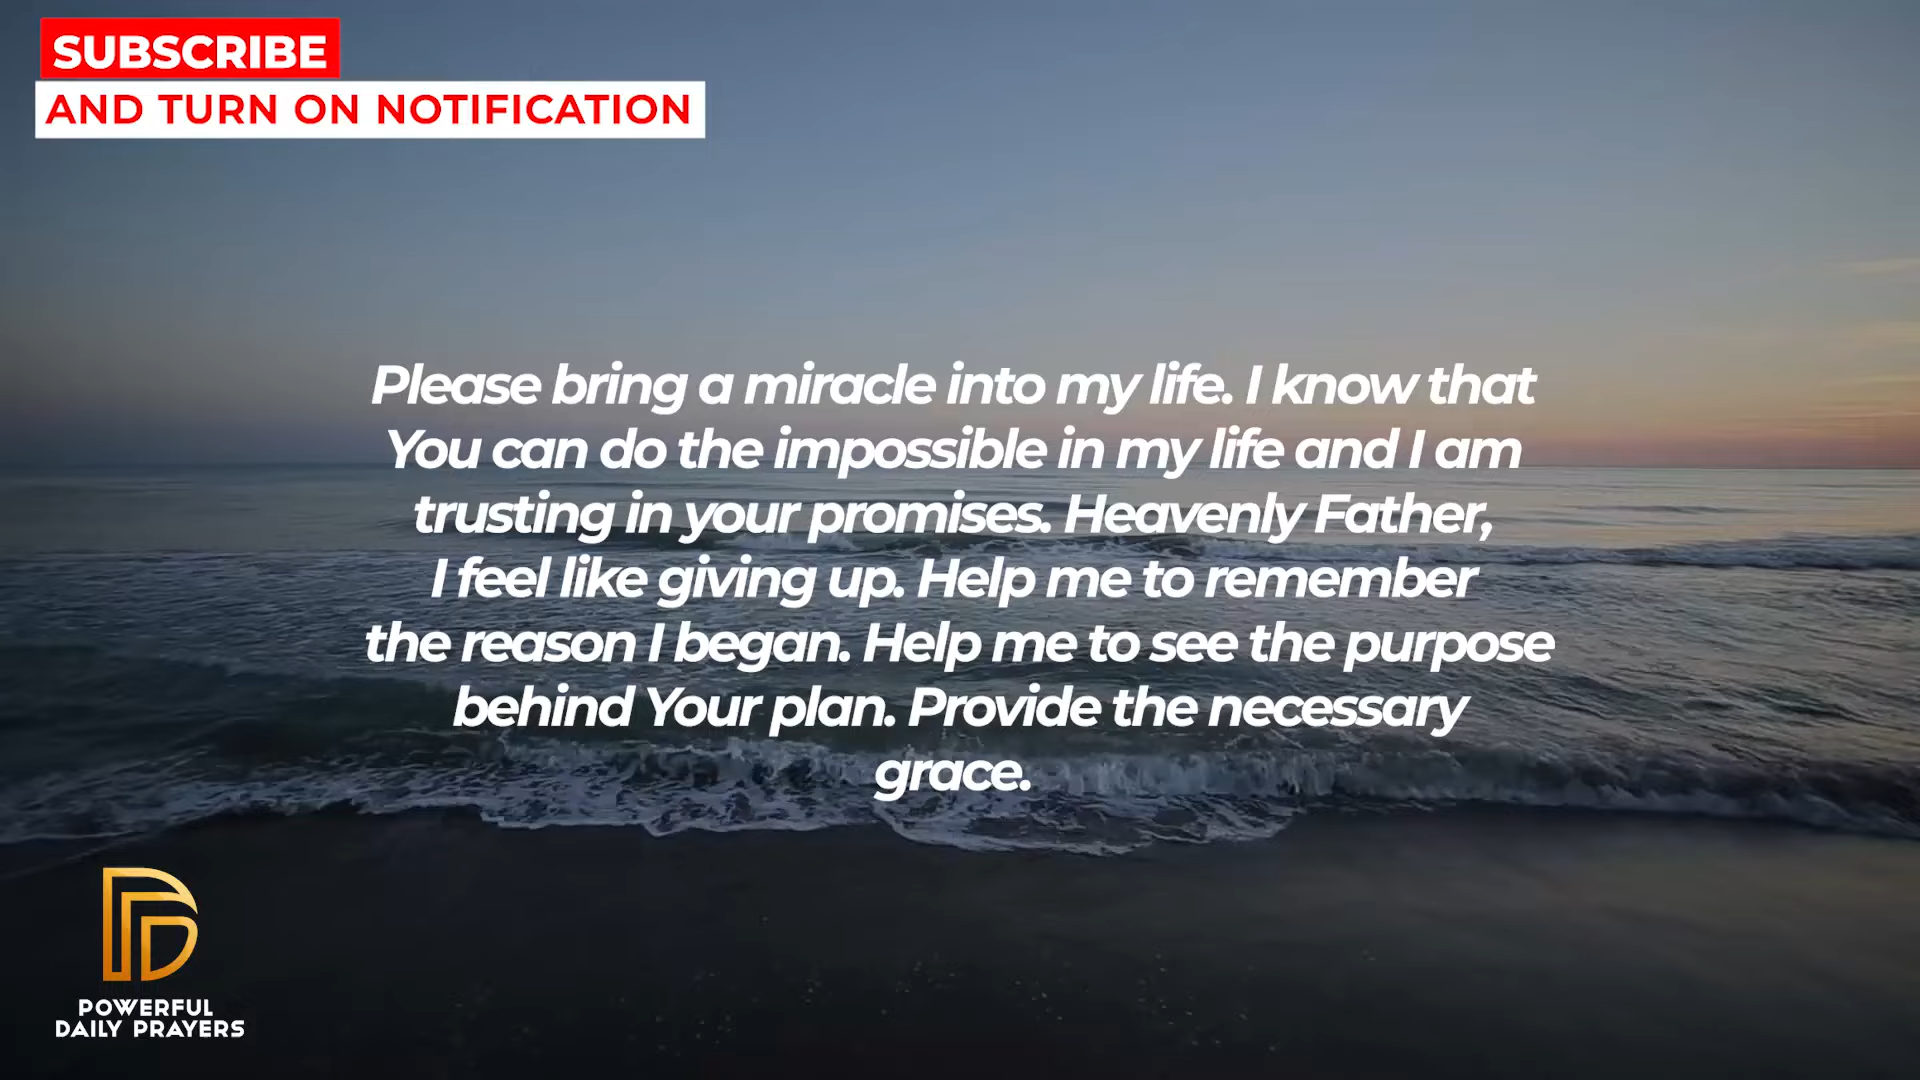 SUBSCRIBE
AND TURN ON NOTIFICATION
Please bring a miracle into my life. I know that
You can do the impossible in my life and I am
trusting in your promises. Heavenly Father,
I feel like giving up. Help me to remember
the reason I began. Help me to see the purpose
behind Your plan. Provide the necessary
grace.
POWERFUL
DAILY PRAYERS